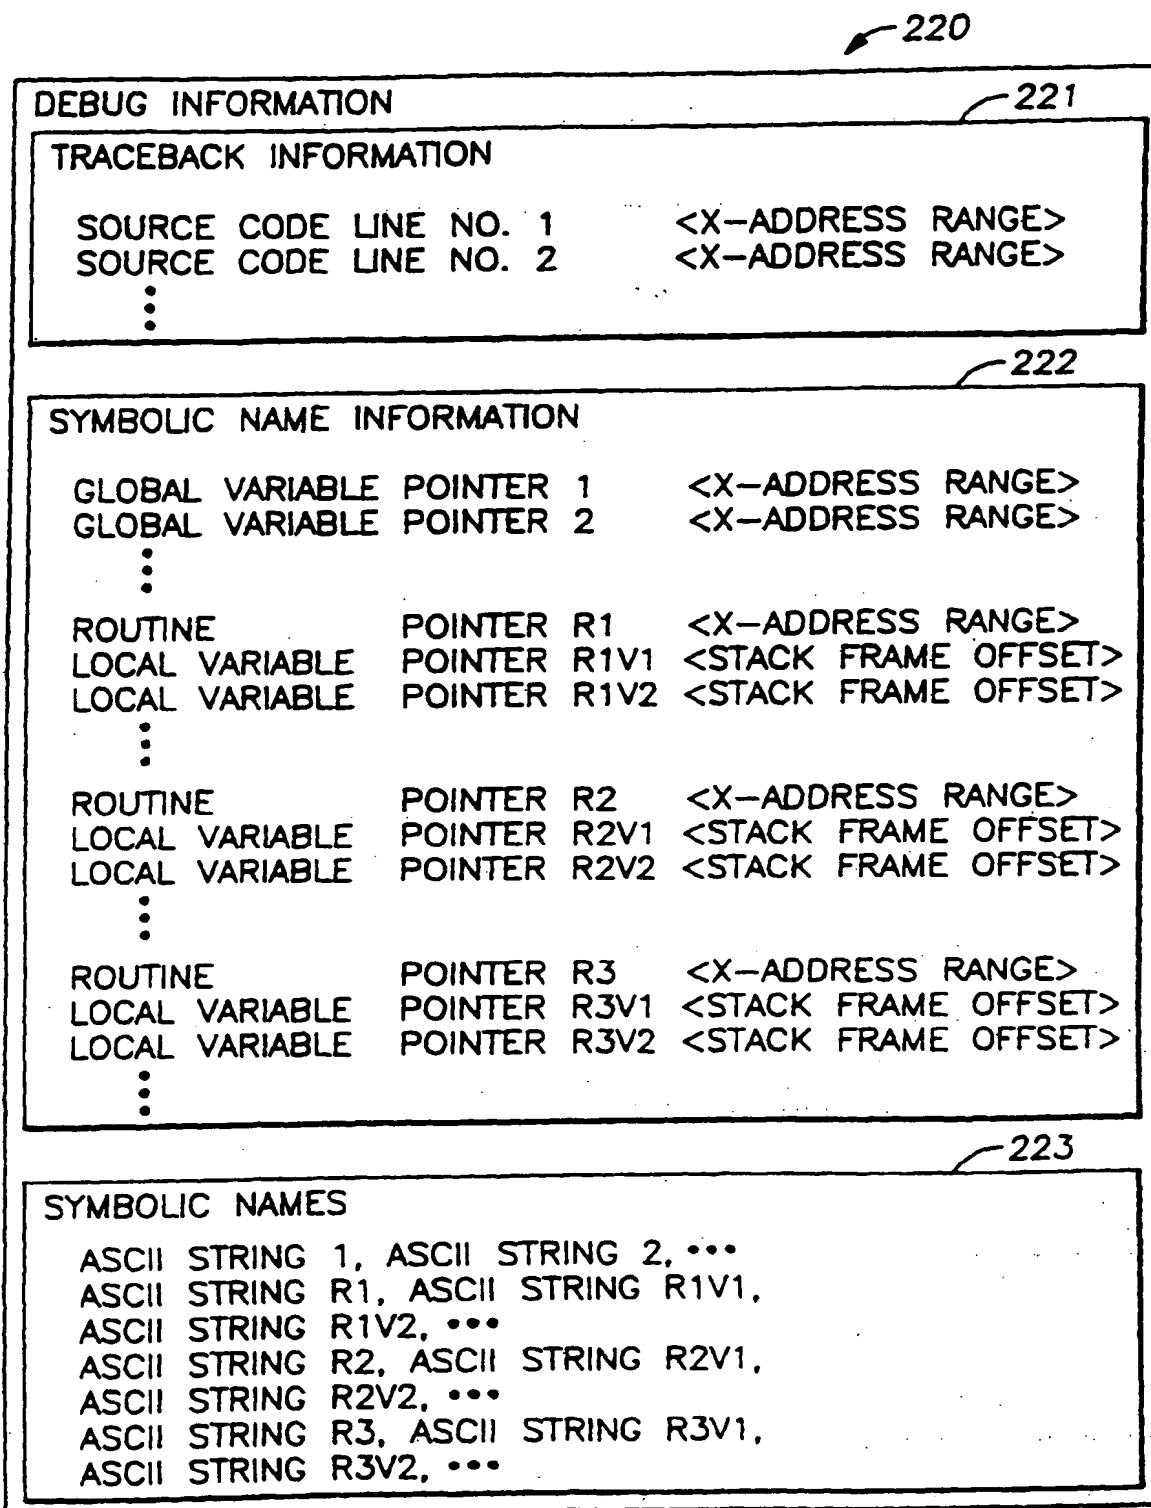 220
DEBUG INFORMATION
221
TRACEBACK INFORMATION
SOURCE CODE LINE NO. 1 <X-ADDRESS RANGE>
SOURCE CODE LINE NO. 2 <X-ADDRESS RANGE>
222
SYMBOLIC NAME INFORMATION
GLOBAL VARIABLE POINTER 1 <X-ADDRESS RANGE>
GLOBAL VARIABLE POINTER 2 <X-ADDRESS RANGE>
ROUTINE POINTER R1 <X-ADDRESS RANGE>
LOCAL VARIABLE POINTER R1V1 <STACK FRAME OFFSET>
LOCAL VARIABLE POINTER R1V2 <STACK FRAME OFFSET>
ROUTINE POINTER R2 <X-ADDRESS RANGE>
LOCAL VARIABLE POINTER R2V1 <STACK FRAME OFFSET>
LOCAL VARIABLE POINTER R2V2 <STACK FRAME OFFSET>
ROUTINE POINTER R3 <X-ADDRESS RANGE>
LOCAL VARIABLE POINTER R3V1 <STACK FRAME OFFSET>
LOCAL VARIABLE POINTER R3V2 <STACK FRAME OFFSET>
223
SYMBOLIC NAMES
ASCII STRING 1, ASCII STRING 2, •••
ASCII STRING R1, ASCII STRING R1V1,
ASCII STRING R1V2, •••
ASCII STRING R2, ASCII STRING R2V1,
ASCII STRING R2V2, •••
ASCII STRING R3, ASCII STRING R3V1,
ASCII STRING R3V2, •••